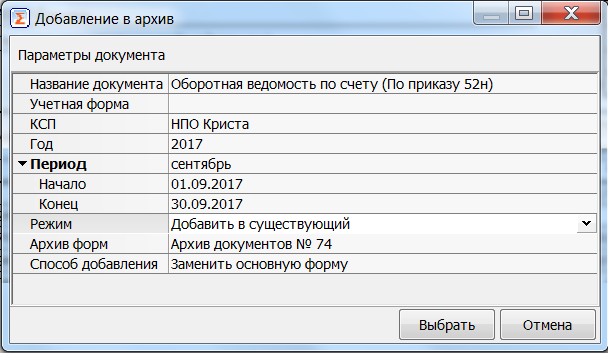 Добавление в архив
Параметры документа
Название документа Оборотная ведомость по счету (По приказу 52н)
Учетная форма
КСП НПО Криста
Год 2017
Период сентябрь
Начало 01.09.2017
Конец 30.09.2017
Режим Добавить в существующий
Архив форм Архив документов № 74
Способ добавления Заменить основную форму
Выбрать Отмена